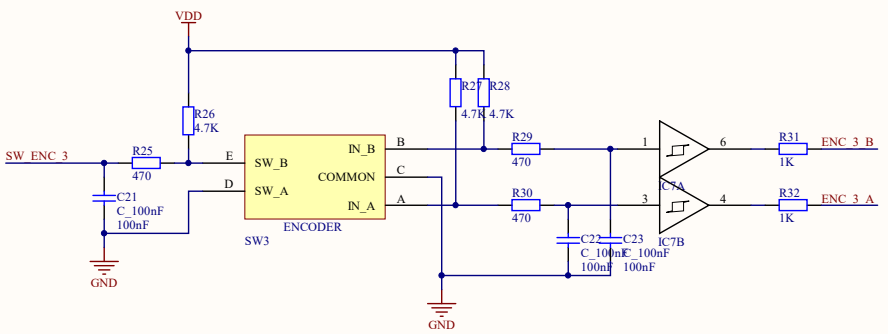 VDD
R26
4.7K
R27
4.7K
R28
4.7K
SW_ENC_3
R25
470
E
D
SW_B
SW_A
IN_B
COMMON
IN_A
B
C
A
ENCODER
SW3
C21
C_100nF
100nF
GND
R29
470
R30
470
C22
C_100nF
100nF
C23
C_100nF
100nF
GND
1
6
IC7A
3
4
IC7B
R31
1K
ENC_3_B
R32
1K
ENC_3_A